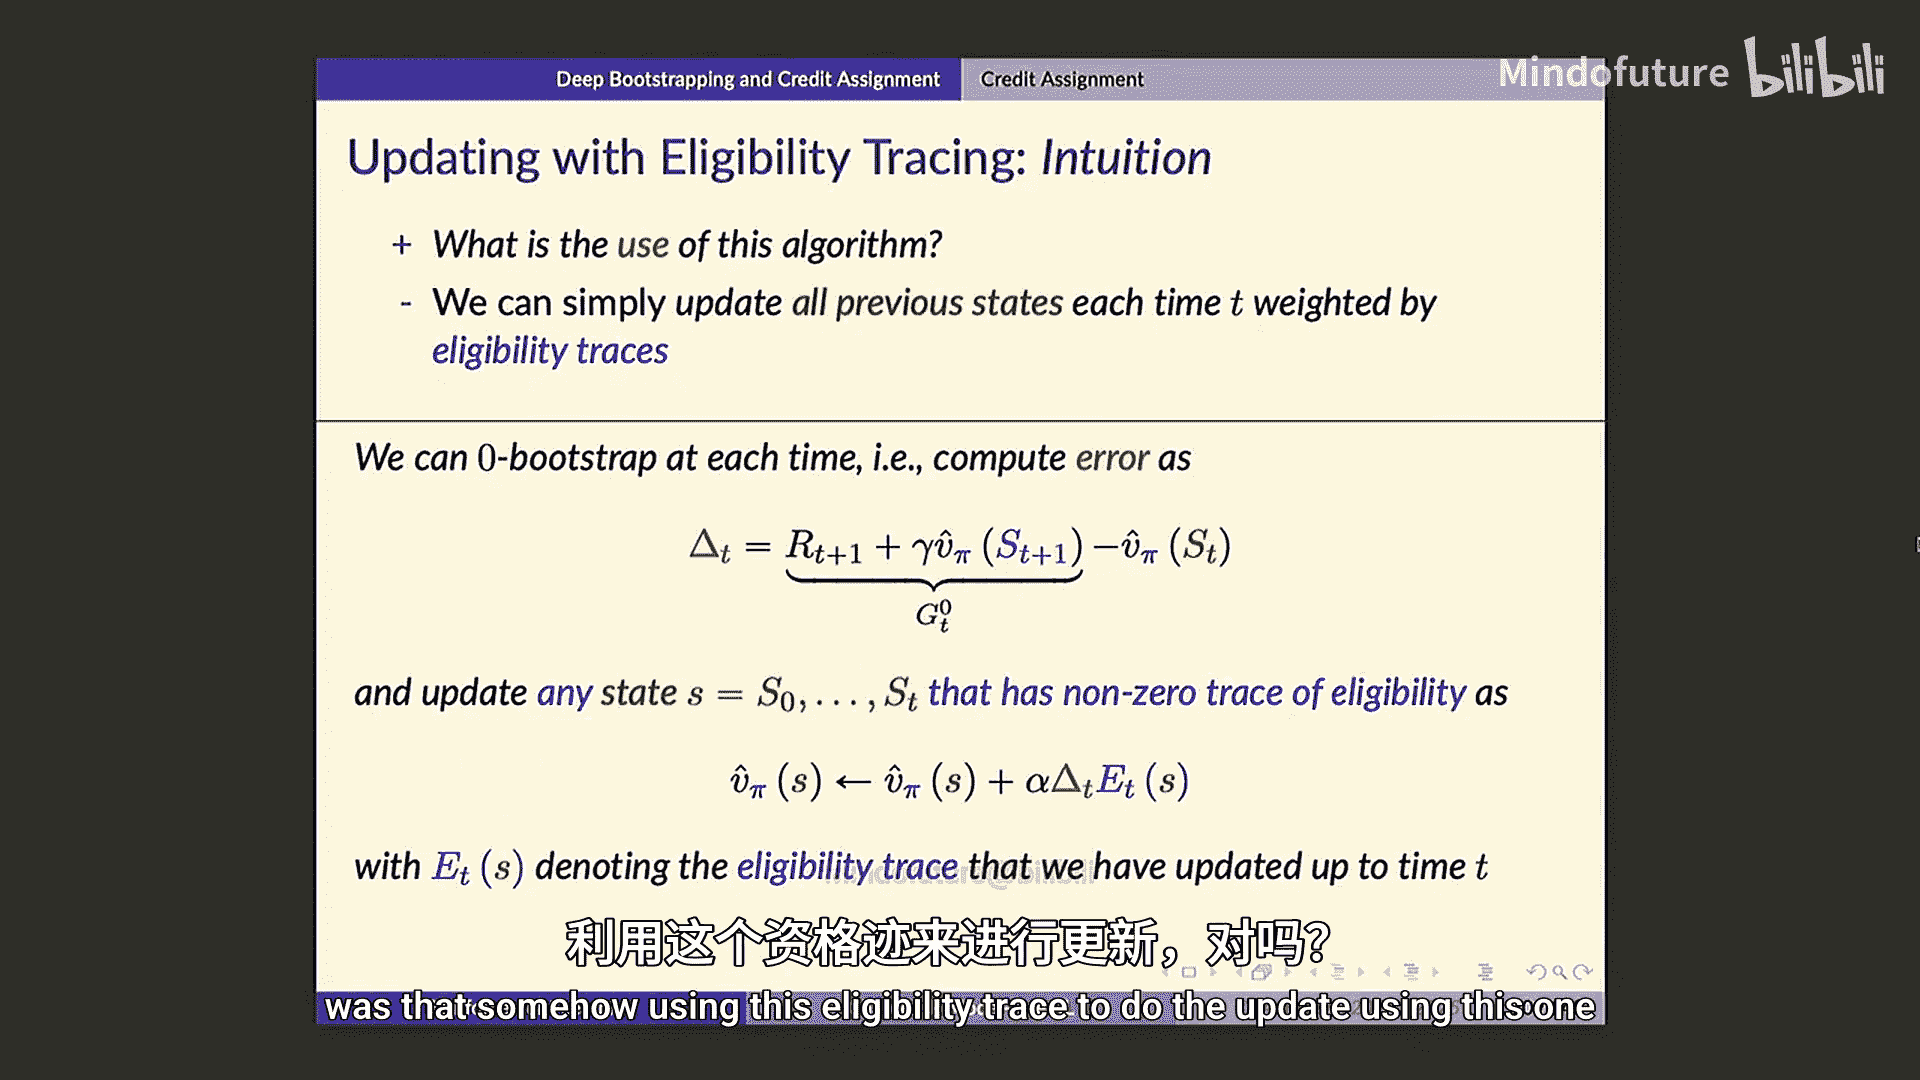 Deep Bootstrapping and Credit Assignment Credit Assignment
Mindofuture bilibili
Updating with Eligibility Tracing: Intuition
+ What is the use of this algorithm?
- We can simply update all previous states each time t weighted by
eligibility traces
We can 0-bootstrap at each time, i.e., compute error as
Δ_t = R_{t+1} + γv̂_π (S_{t+1}) − v̂_π (S_t)
G_t^0
and update any state s = S_0, . . . , S_t that has non-zero trace of eligibility as
v̂_π (s) ← v̂_π (s) + αΔ_tE_t (s)
with E_t (s) denoting the eligibility trace that we have updated up to time t
Mindofuture@bilibili
利用这个资格迹来进行更新，对吗？
was that somehow using this eligibility trace to do the update using this one